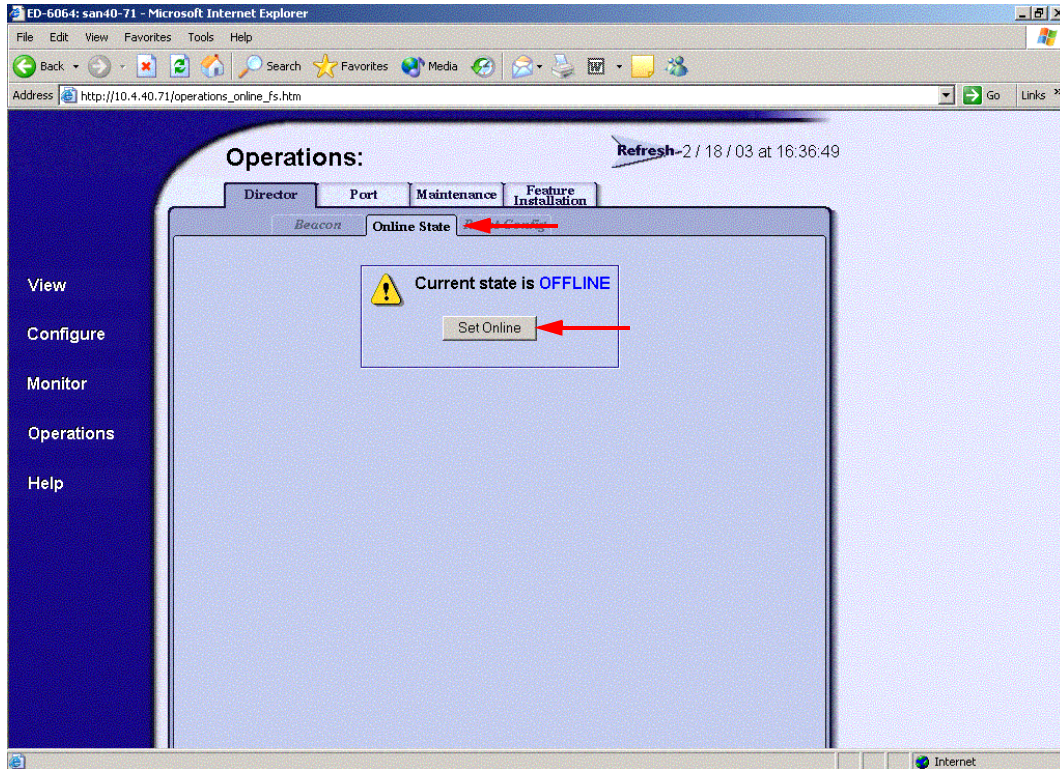 ED-6064: san40-71 - Microsoft Internet Explorer
File Edit View Favorites Tools Help
Back Search Favorites Media
Address http://10.4.40.71/operations_online_fs.htm Go Links »
Operations:
Refresh-2 / 18 / 03 at 16:36:49
Director Port Maintenance Feature Installation
Beacon Online State Config
Current state is OFFLINE
Set Online
View
Configure
Monitor
Operations
Help
Internet